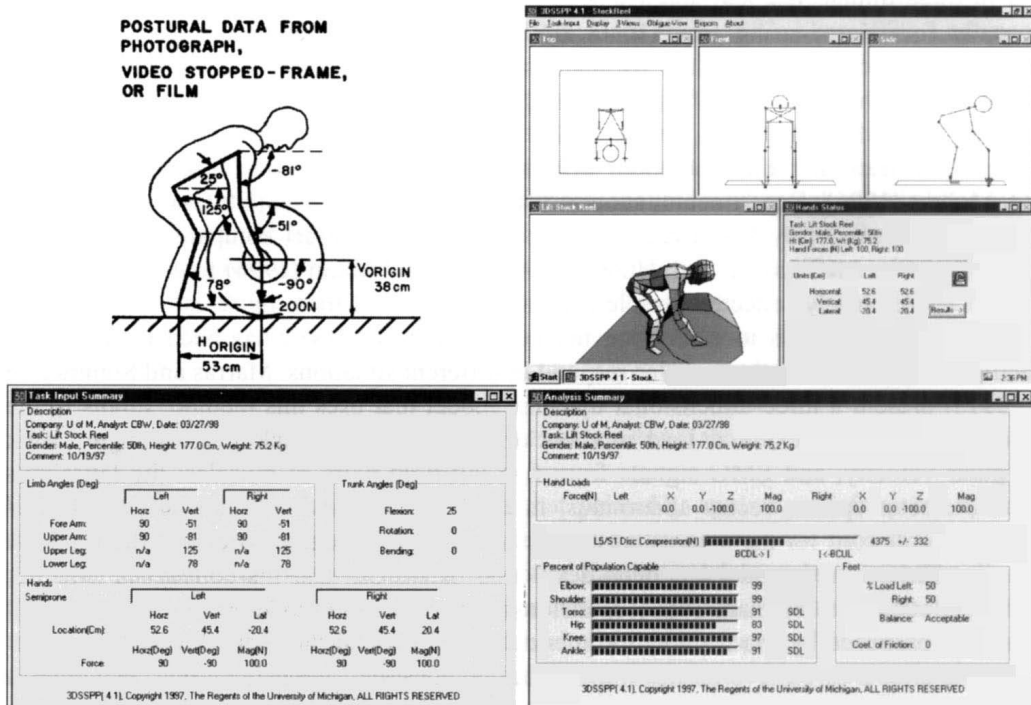 POSTURAL DATA FROM
PHOTOGRAPH,
VIDEO STOPPED-FRAME,
OR FILM
25°
-81°
125°
-51°
78°
-90°
200N
VORIGIN
38cm
HORIGIN
53cm
3DSSPP 4.1 - StockReel
File Task-Input Display 3-Views Oblique-View Reports About
Top
Front
Side
Lift Stock Reel
Hands Status
Task: Lift Stock Reel
Gender: Male, Percentile: 50th
Ht (Cm): 177.0, Wt (Kg): 75.2
Hand Forces (N) Left: 100, Right: 100
Units (Cm) Left Right
Horizontal: 52.6 52.6
Vertical: 45.4 45.4
Lateral: -20.4 -20.4
Results ->
Start 3DSSPP 4.1 - Stock... 2:36 PM
Task Input Summary
Description
Company: U of M, Analyst: CBW, Date: 03/27/98
Task: Lift Stock Reel
Gender: Male, Percentile: 50th, Height: 177.0 Cm, Weight: 75.2 Kg
Comment: 10/19/97
Limb Angles (Deg)
Left Right
Horz Vert Horz Vert
Fore Arm: 90 -51 90 -51
Upper Arm: 90 -81 90 -81
Upper Leg: n/a 125 n/a 125
Lower Leg: n/a 78 n/a 78
Trunk Angles (Deg)
Flexion: 25
Rotation: 0
Bending: 0
Hands
Semiprone
Left Right
Horz Vert Lat Horz Vert Lat
Location(Cm): 52.6 45.4 -20.4 52.6 45.4 20.4
Horz(Deg) Vert(Deg) Mag(N) Horz(Deg) Vert(Deg) Mag(N)
Force: 90 -90 100.0 90 -90 100.0
3DSSPP( 4.1), Copyright 1997, The Regents of the University of Michigan, ALL RIGHTS RESERVED
Analysis Summary
Description
Company: U of M, Analyst: CBW, Date: 03/27/98
Task: Lift Stock Reel
Gender: Male, Percentile: 50th, Height: 177.0 Cm, Weight: 75.2 Kg
Comment: 10/19/97
Hand Loads
Force(N) Left X Y Z Mag Right X Y Z Mag
0.0 0.0 -100.0 100.0 0.0 0.0 -100.0 100.0
L5/S1 Disc Compression(N) 4375 +/- 332
BCDL->I I<-BCUL
Percent of Population Capable
Elbow: 99
Shoulder: 99
Torso: 91 SDL
Hip: 83 SDL
Knee: 97 SDL
Ankle: 91 SDL
Feet
% Load Left: 50
Right: 50
Balance: Acceptable
Coef. of Friction: 0
3DSSPP( 4.1), Copyright 1997, The Regents of the University of Michigan, ALL RIGHTS RESERVED